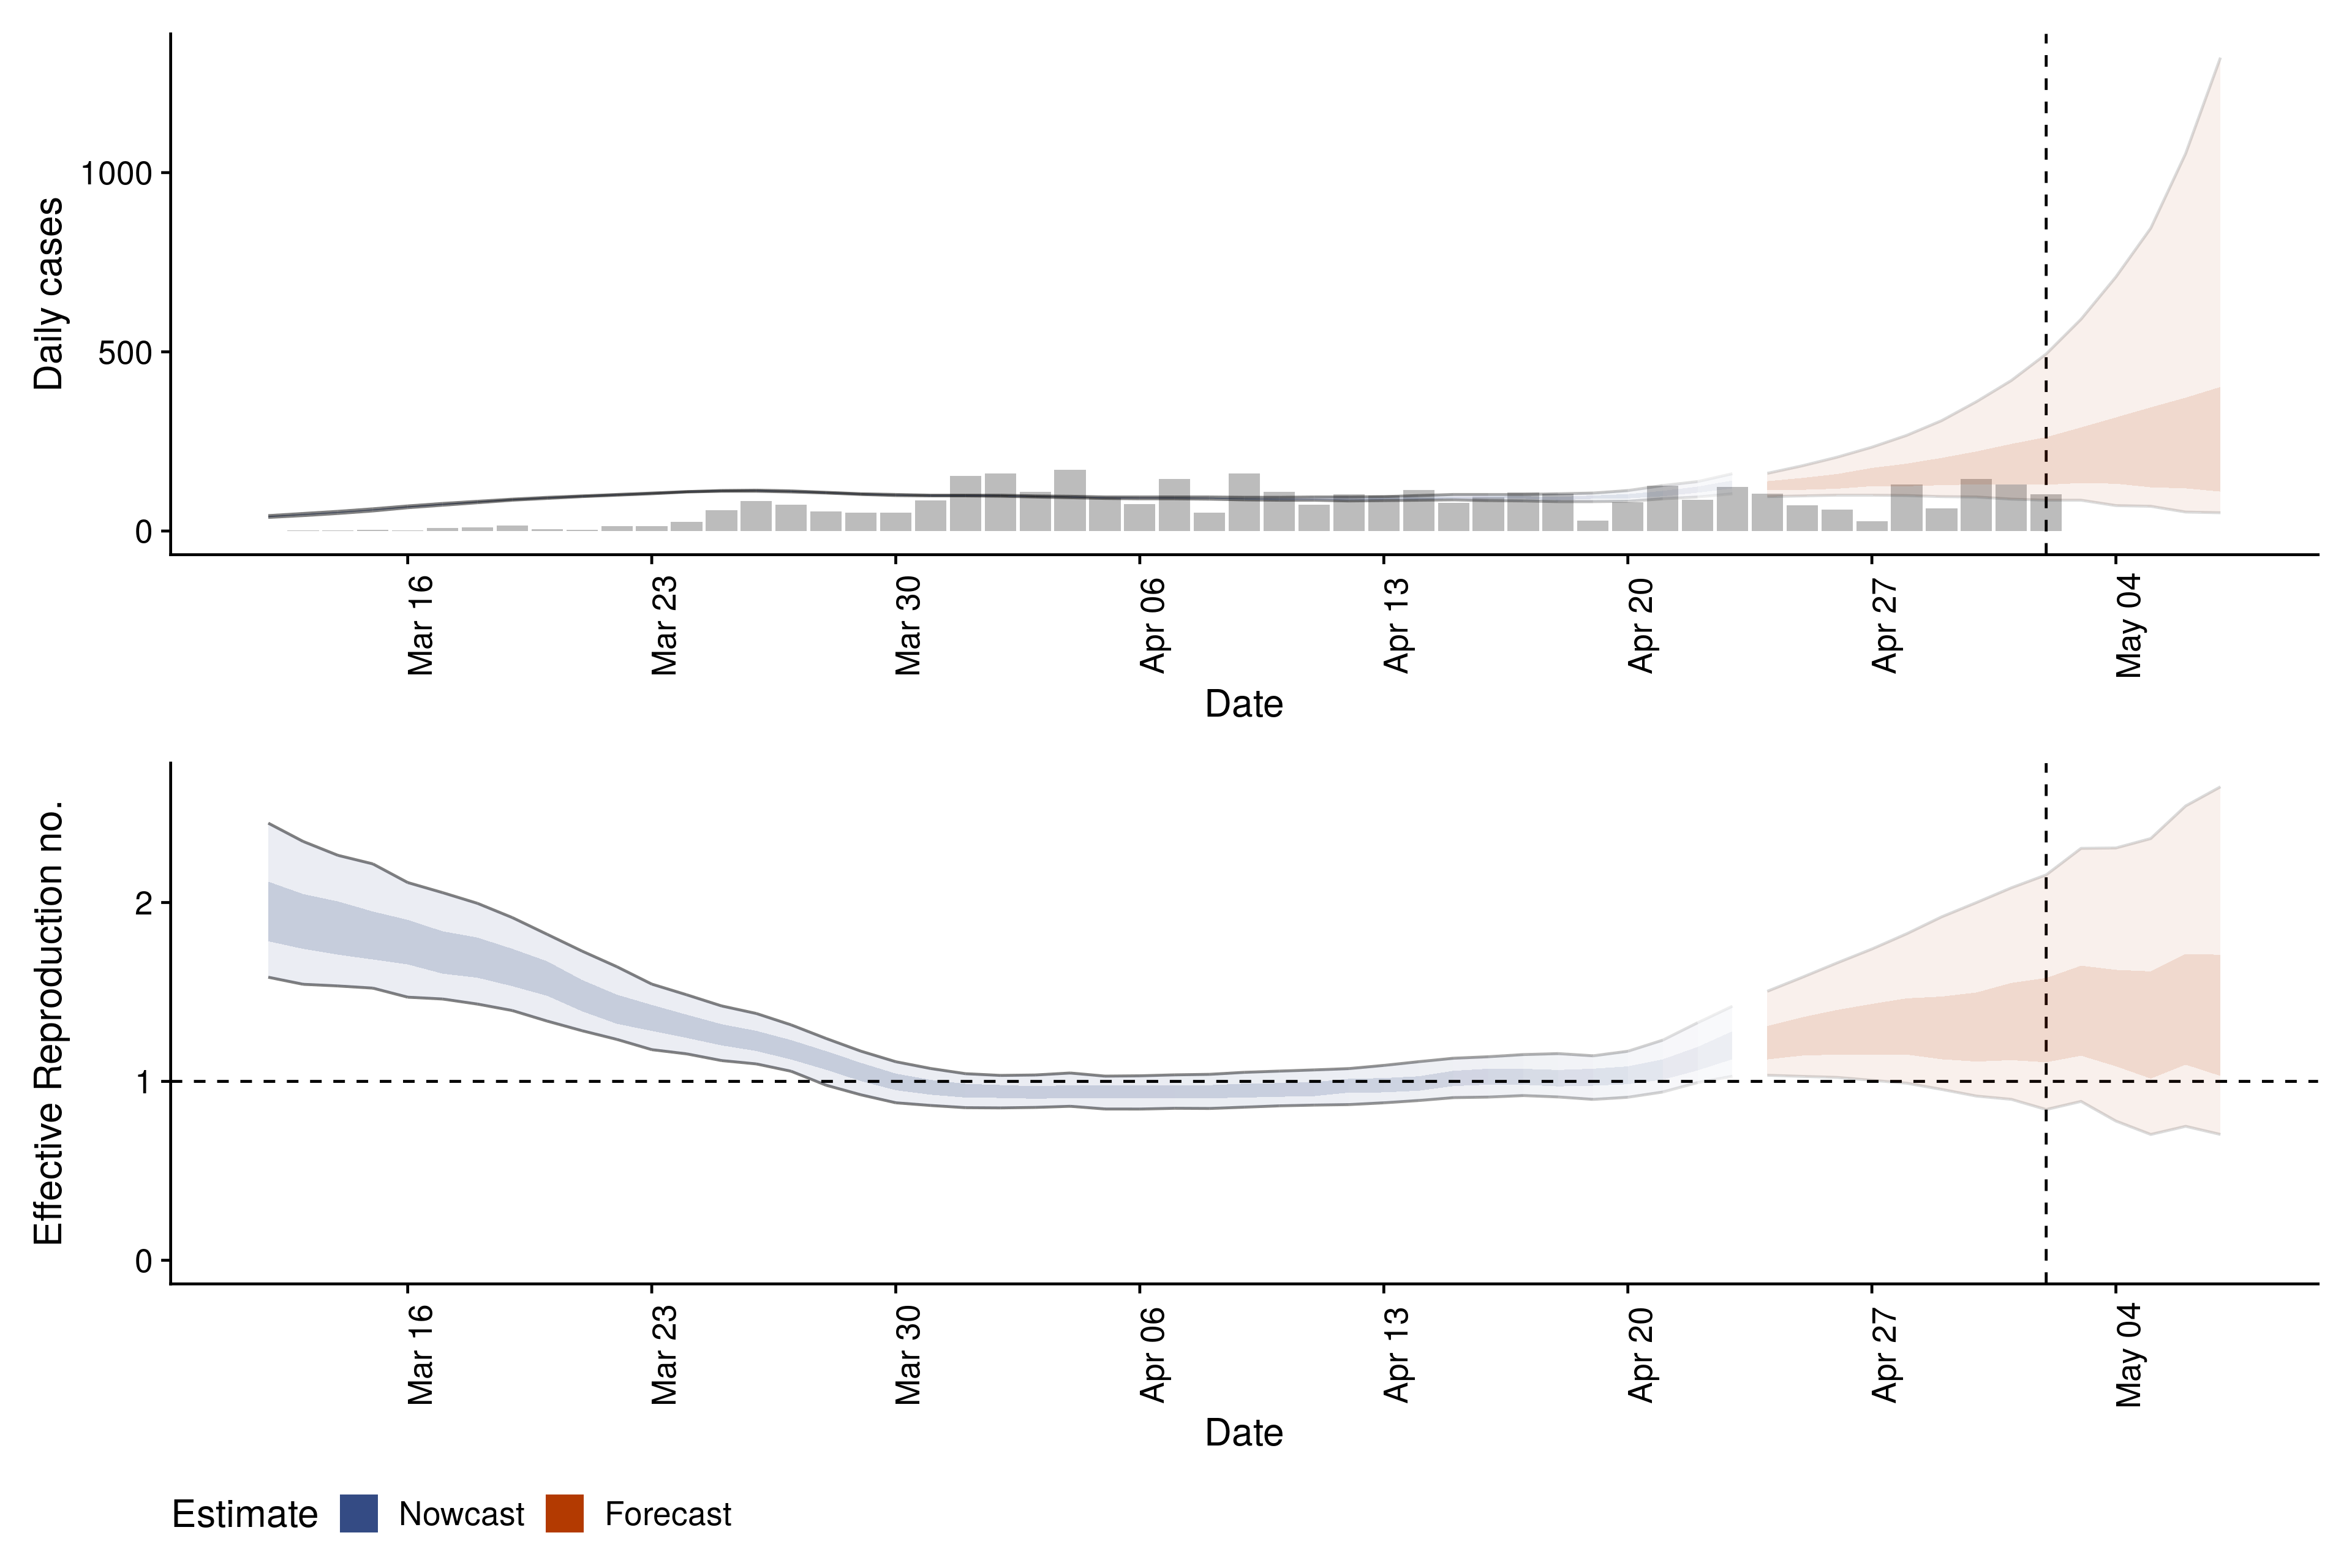 Daily cases
1000
500
0
Mar 16
Mar 23
Mar 30
Apr 06
Apr 13
Apr 20
Apr 27
May 04
Date
Effective Reproduction no.
2
1
0
Mar 16
Mar 23
Mar 30
Apr 06
Apr 13
Apr 20
Apr 27
May 04
Date
Estimate Nowcast Forecast